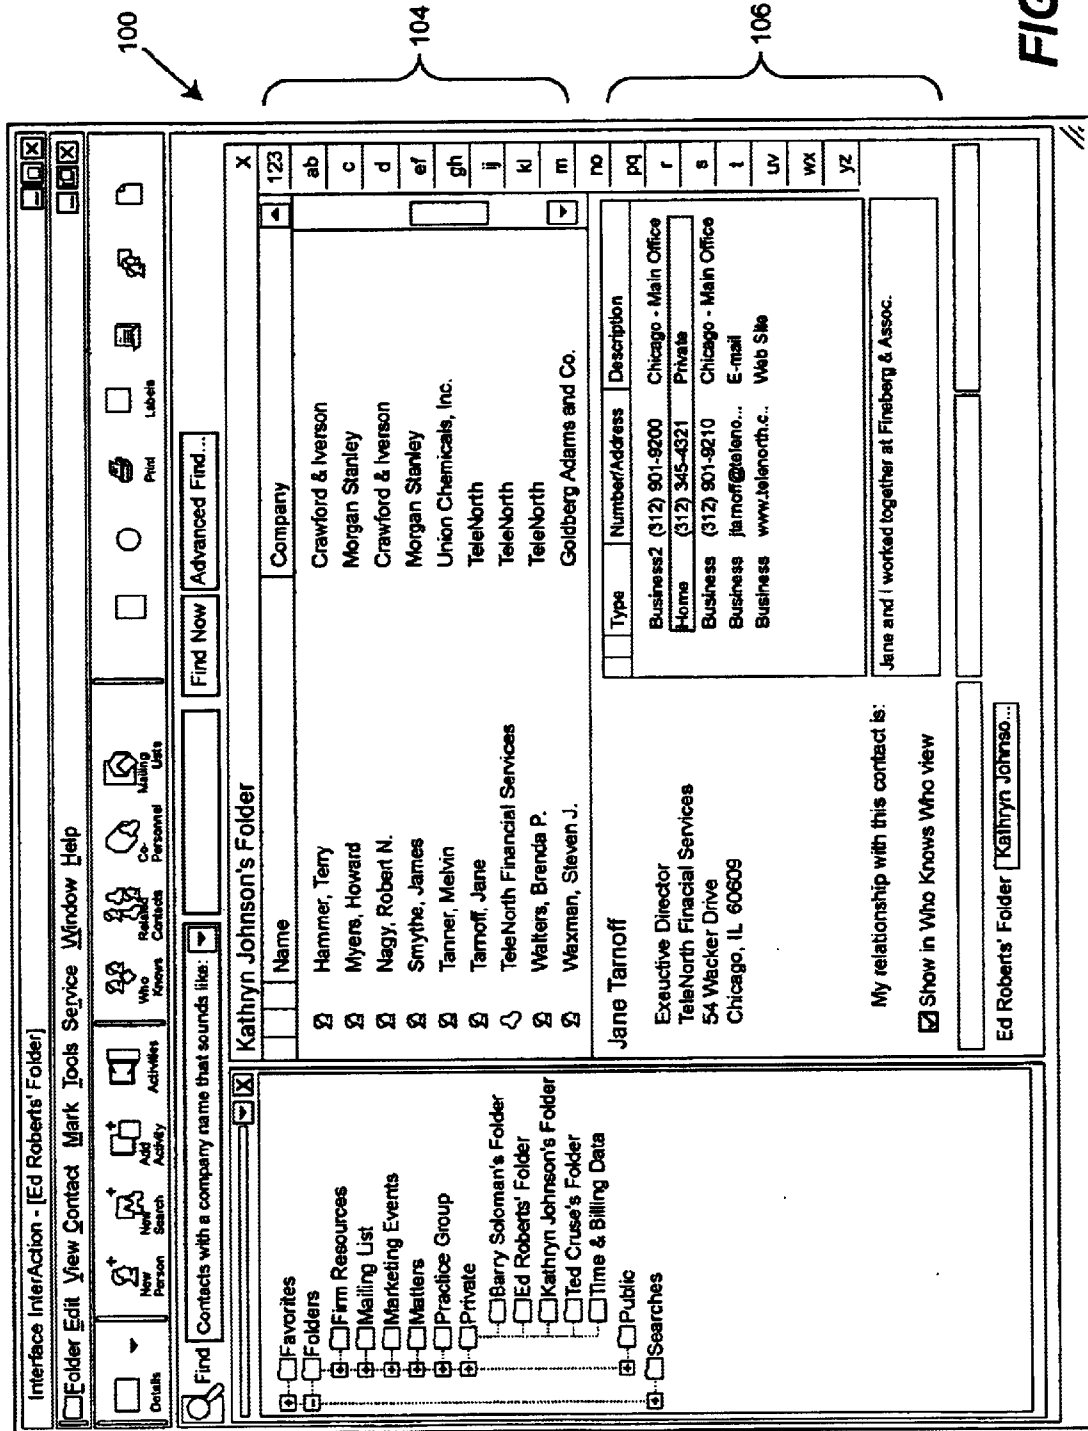 100
104
106
FIG
Interface InterAction - [Ed Roberts' Folder]
Folder Edit View Contact Mark Tools Service Window Help
Details
New Person
New Search
Add Activity
Activities
Who Knows
Related Contacts
Co-Personnel
Mailing Lists
Print
Labels
Find Contacts with a company name that sounds like: Find Now Advanced Find...
Favorites
Folders
Firm Resources
Mailing List
Marketing Events
Matters
Practice Group
Private
Barry Soloman's Folder
Ed Roberts' Folder
Kathryn Johnson's Folder
Ted Cruse's Folder
Time & Billing Data
Public
Searches
Kathryn Johnson's Folder X
Name Company
Hammer, Terry Crawford & Iverson
Myers, Howard Morgan Stanley
Nagy, Robert N. Crawford & Iverson
Smythe, James Morgan Stanley
Tanner, Melvin Union Chemicals, Inc.
Tarnoff, Jane TeleNorth
TeleNorth Financial Services TeleNorth
Walters, Brenda P. TeleNorth
Waxman, Steven J. Goldberg Adams and Co.
123
ab
c
d
ef
gh
ij
kl
m
no
pq
r
s
t
uv
wx
yz
Jane Tarnoff
Exeuctive Director
TeleNorth Finacial Services
54 Wacker Drive
Chicago, IL 60609
Type Number/Address Description
Business2 (312) 901-9200 Chicago - Main Office
Home (312) 345-4321 Private
Business (312) 901-9210 Chicago - Main Office
Business jtarnoff@teleno... E-mail
Business www.telenorth.c.. Web Site
My relationship with this contact is: Jane and I worked together at Fineberg & Assoc.
Show in Who Knows Who view
Ed Roberts' Folder Kathryn Johnso...